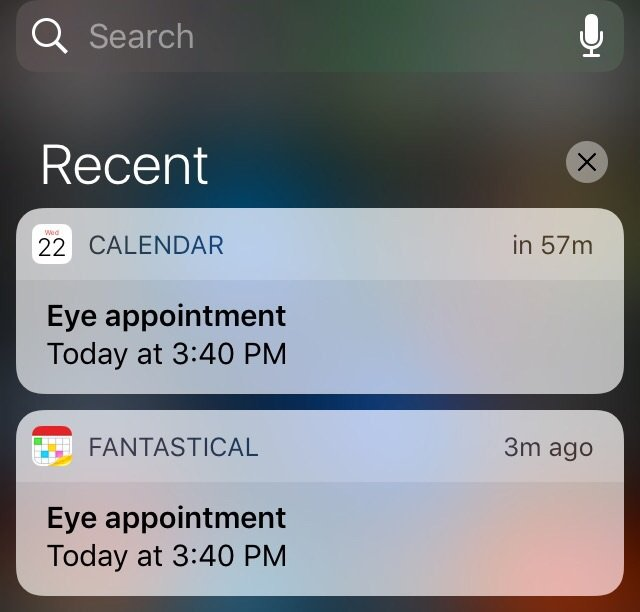 Search
Recent
Wed
22
CALENDAR
in 57m
Eye appointment
Today at 3:40 PM
FANTASTICAL
3m ago
Eye appointment
Today at 3:40 PM